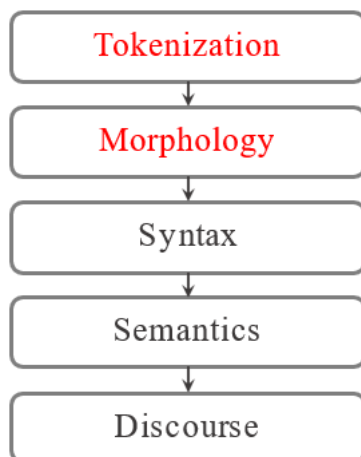 Tokenization
Morphology
Syntax
Semantics
Discourse